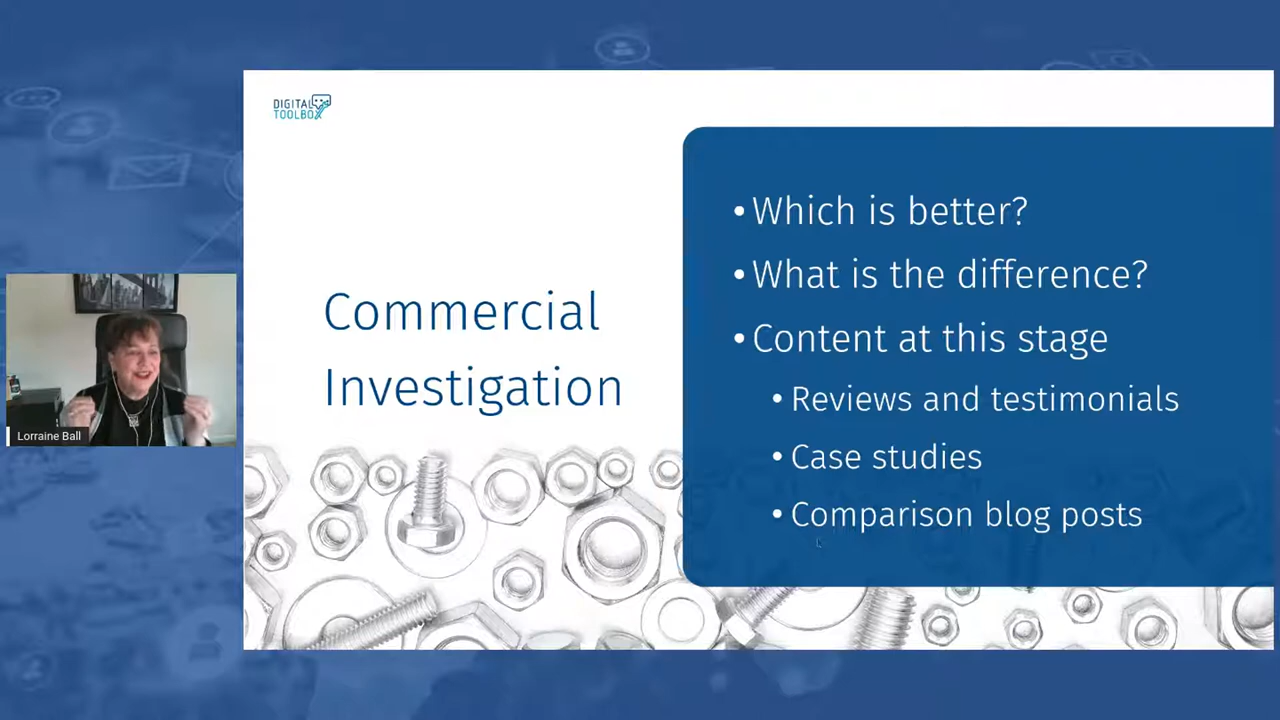 DIGITAL
TOOLBOX
Commercial
Investigation
• Which is better?
• What is the difference?
• Content at this stage
• Reviews and testimonials
• Case studies
• Comparison blog posts
Lorraine Ball